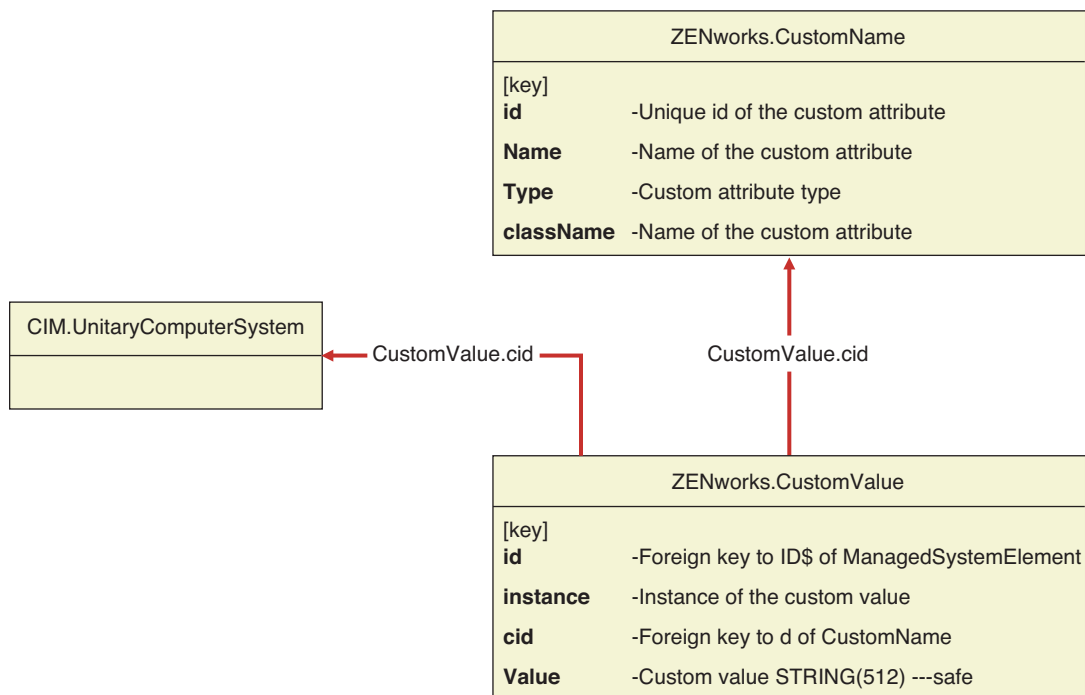 ZENworks.CustomName
[key]
id -Unique id of the custom attribute
Name -Name of the custom attribute
Type -Custom attribute type
className -Name of the custom attribute
CIM.UnitaryComputerSystem
CustomValue.cid
CustomValue.cid
ZENworks.CustomValue
[key]
id -Foreign key to ID$ of ManagedSystemElement
instance -Instance of the custom value
cid -Foreign key to d of CustomName
Value -Custom value STRING(512) ---safe